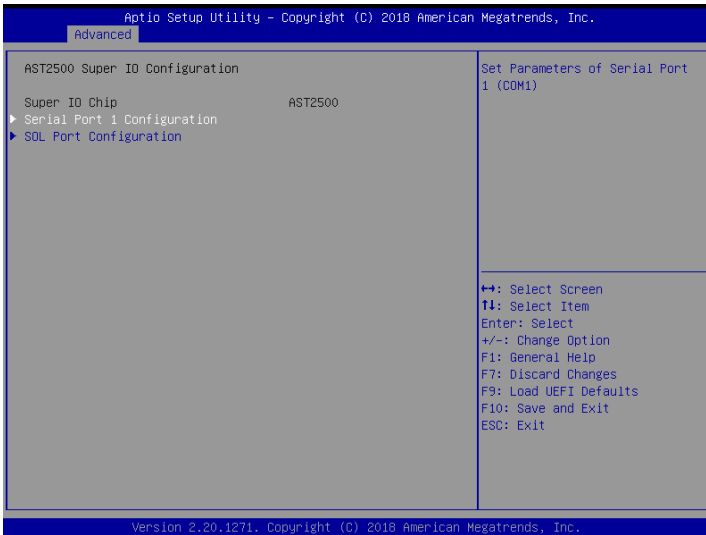 Aptio Setup Utility – Copyright (C) 2018 American Megatrends, Inc.
Advanced
AST2500 Super IO Configuration
Super IO Chip AST2500
Serial Port 1 Configuration
SOL Port Configuration
Set Parameters of Serial Port
1 (COM1)
↔: Select Screen
↑↓: Select Item
Enter: Select
+/-: Change Option
F1: General Help
F7: Discard Changes
F9: Load UEFI Defaults
F10: Save and Exit
ESC: Exit
Version 2.20.1271. Copyright (C) 2018 American Megatrends, Inc.